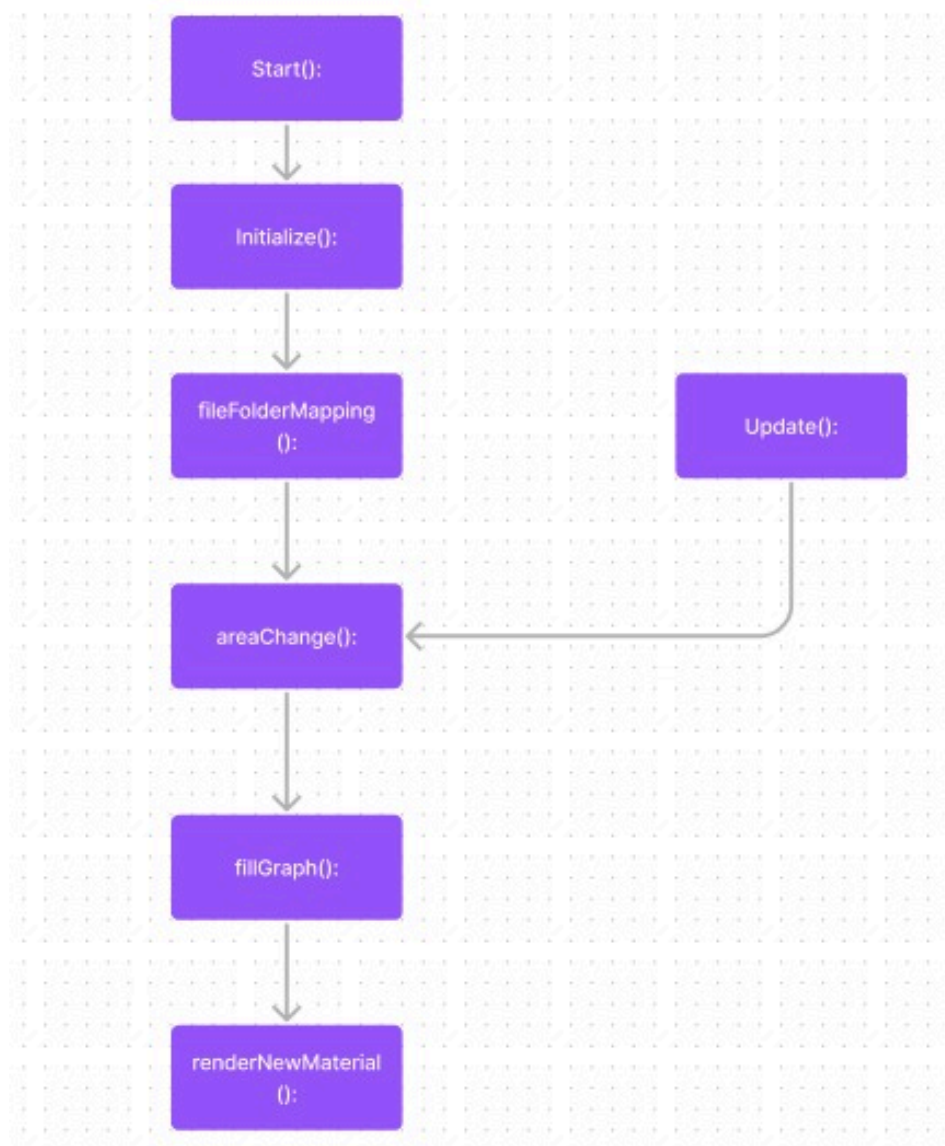 Start():
Initialize():
fileFolderMapping
():
Update():
areaChange():
fillGraph():
renderNewMaterial
():